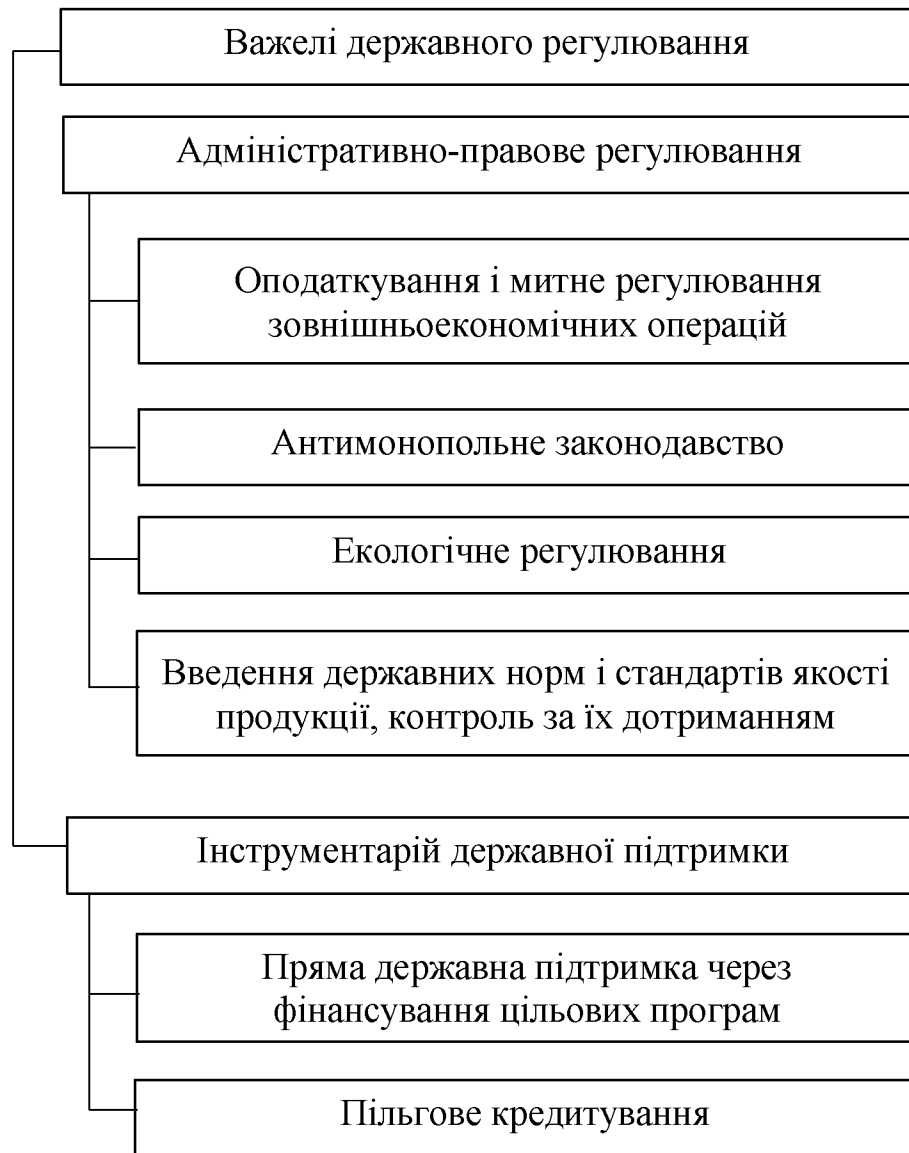 Важелі державного регулювання
Адміністративно-правове регулювання
Оподаткування і митне регулювання
зовнішньоекономічних операцій
Антимонопольне законодавство
Екологічне регулювання
Введення державних норм і стандартів якості
продукції, контроль за їх дотриманням
Інструментарій державної підтримки
Пряма державна підтримка через
фінансування цільових програм
Пільгове кредитування